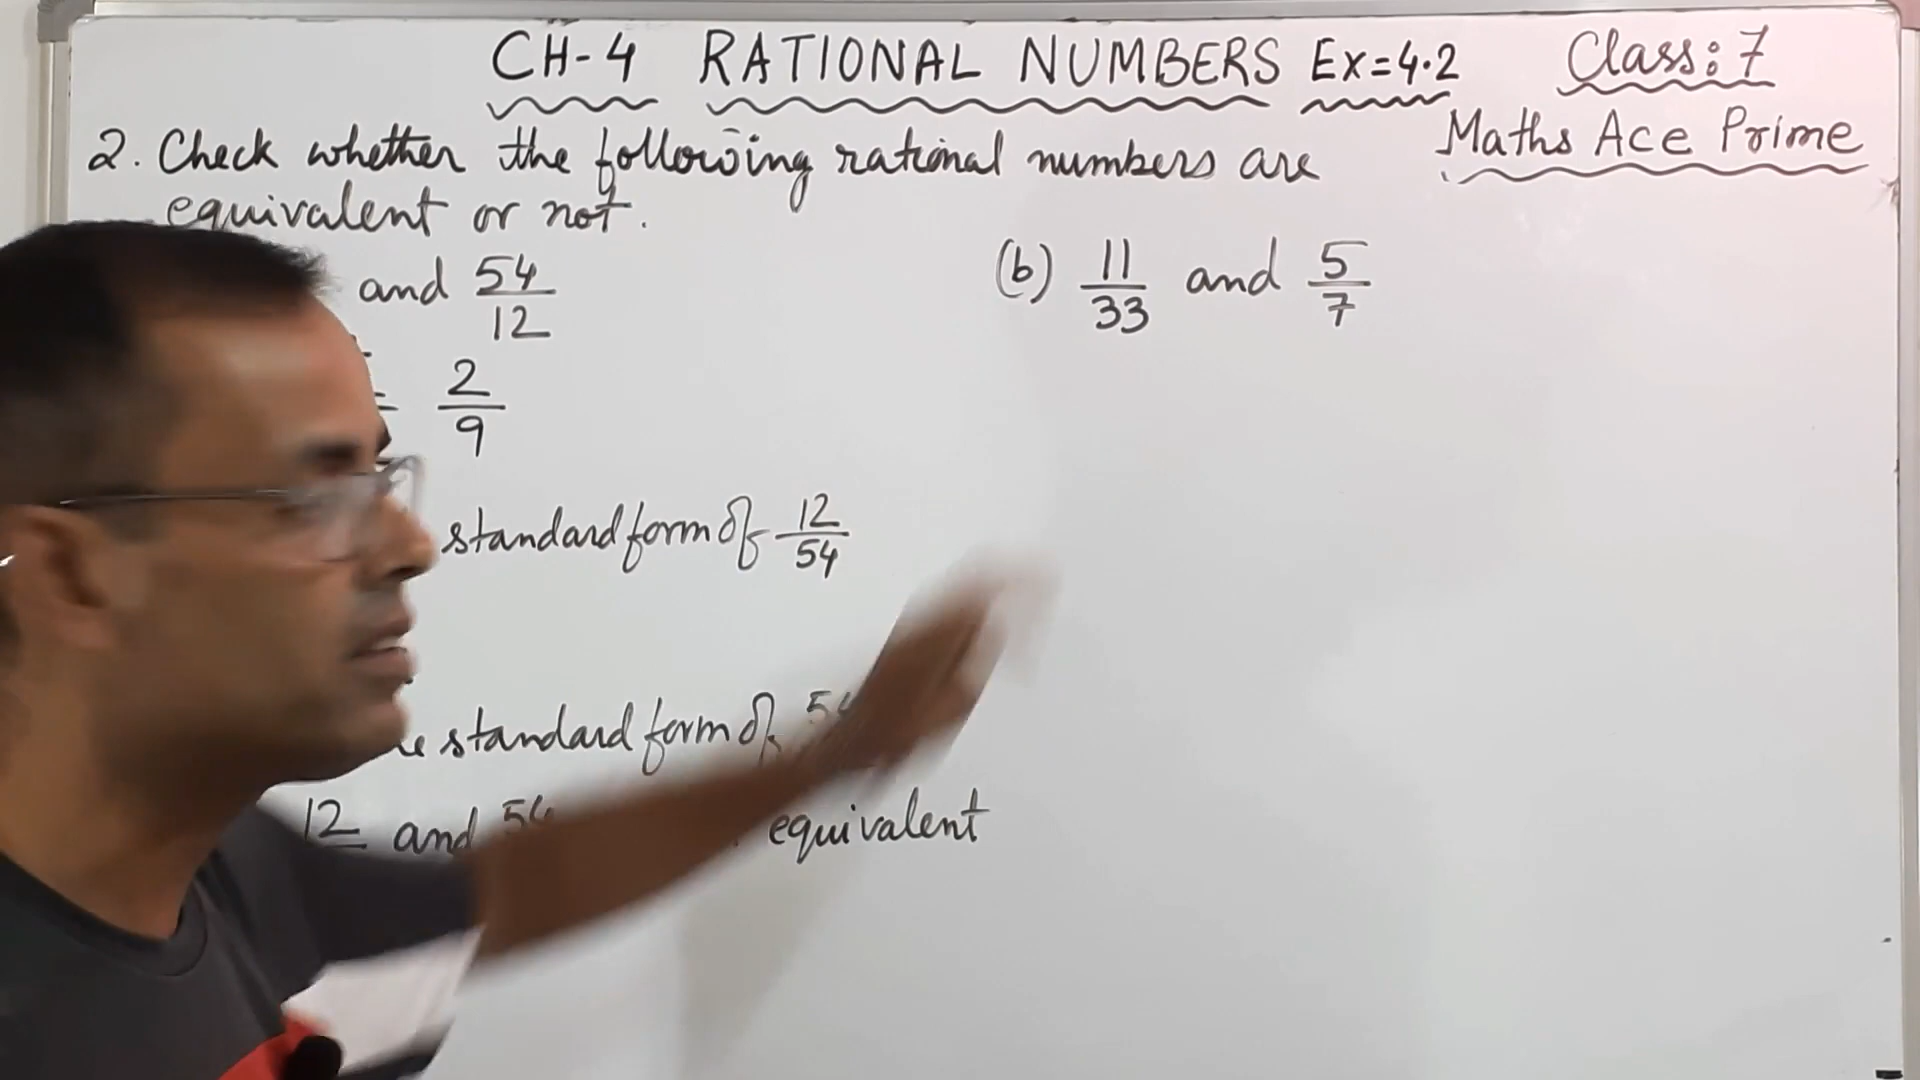 CH-4 RATIONAL NUMBERS Ex=4.2 Class:7
Maths Ace Prime
2. Check whether the following rational numbers are
equivalent or not.
and 54/12
= 2/9
standard form of 12/54
standard form of
12 and equivalent
(b) 11/33 and 5/7